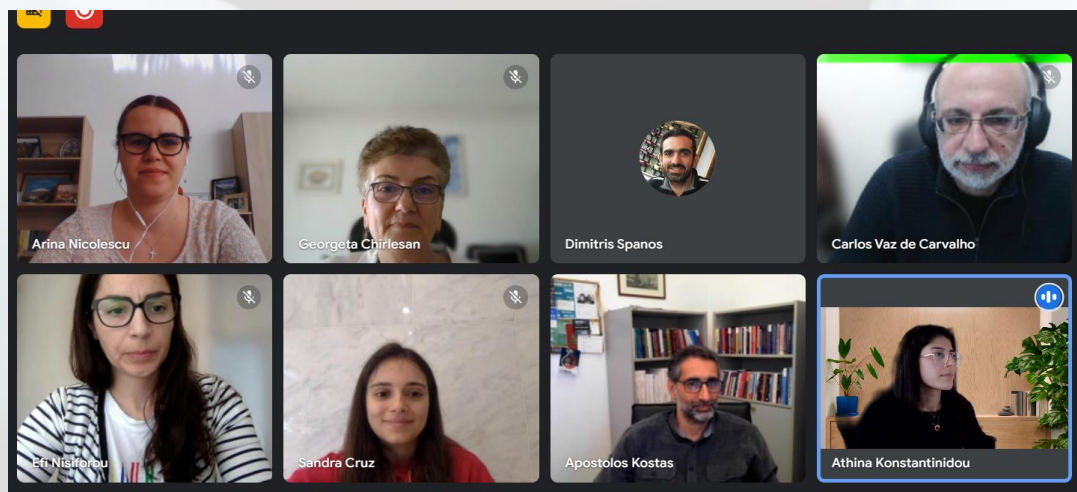 Arina Nicolescu
Georgeta Chirlesan
Dimitris Spanos
Carlos Vaz de Carvalho
Efi Nisiforou
Sandra Cruz
Apostolos Kostas
Athina Konstantinidou